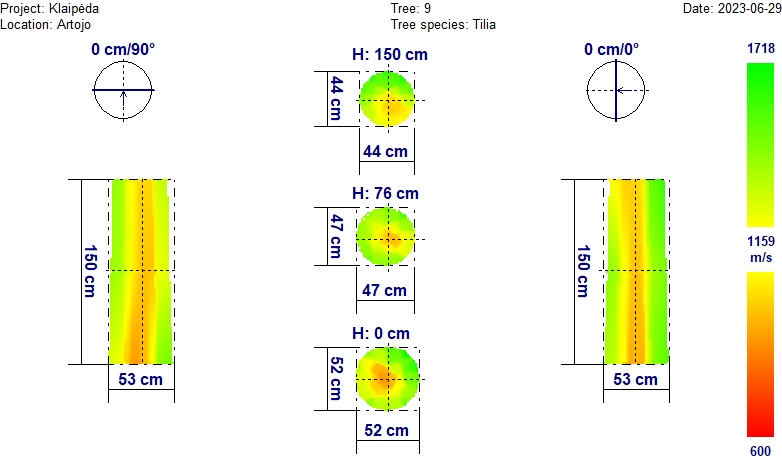 Project: Klaipéda Tree: 9 Date: 2023-06-29
Location: Artojo Tree species: Tilia
0 cm/90° H: 150 cm 0 cm/0° 1718
44 cm
44 cm
H: 76 cm
47 cm
150 cm 150 cm 1159
m/s
47 cm
H: 0 cm
52 cm
53 cm 53 cm
52 cm
600